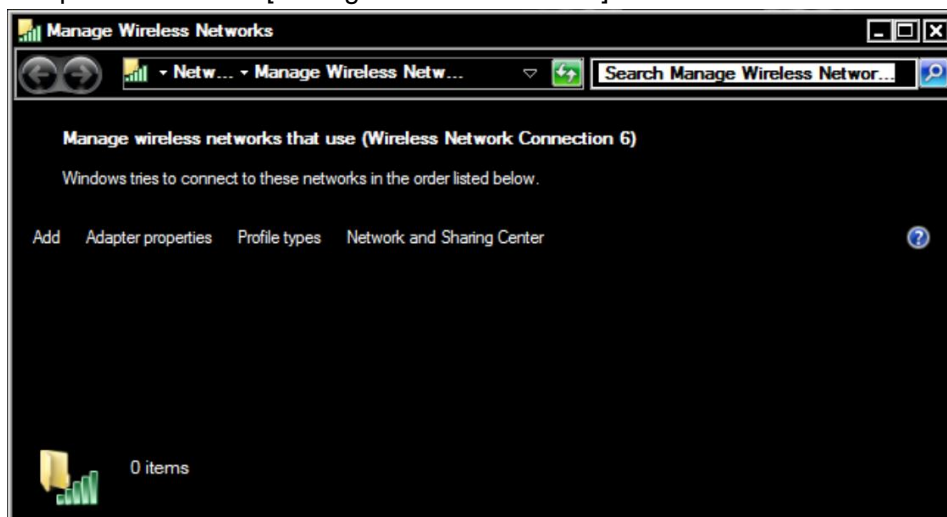 Manage Wireless Networks
Netw... Manage Wireless Netw...
Search Manage Wireless Networ...
Manage wireless networks that use (Wireless Network Connection 6)
Windows tries to connect to these networks in the order listed below.
Add Adapter properties Profile types Network and Sharing Center
0 items